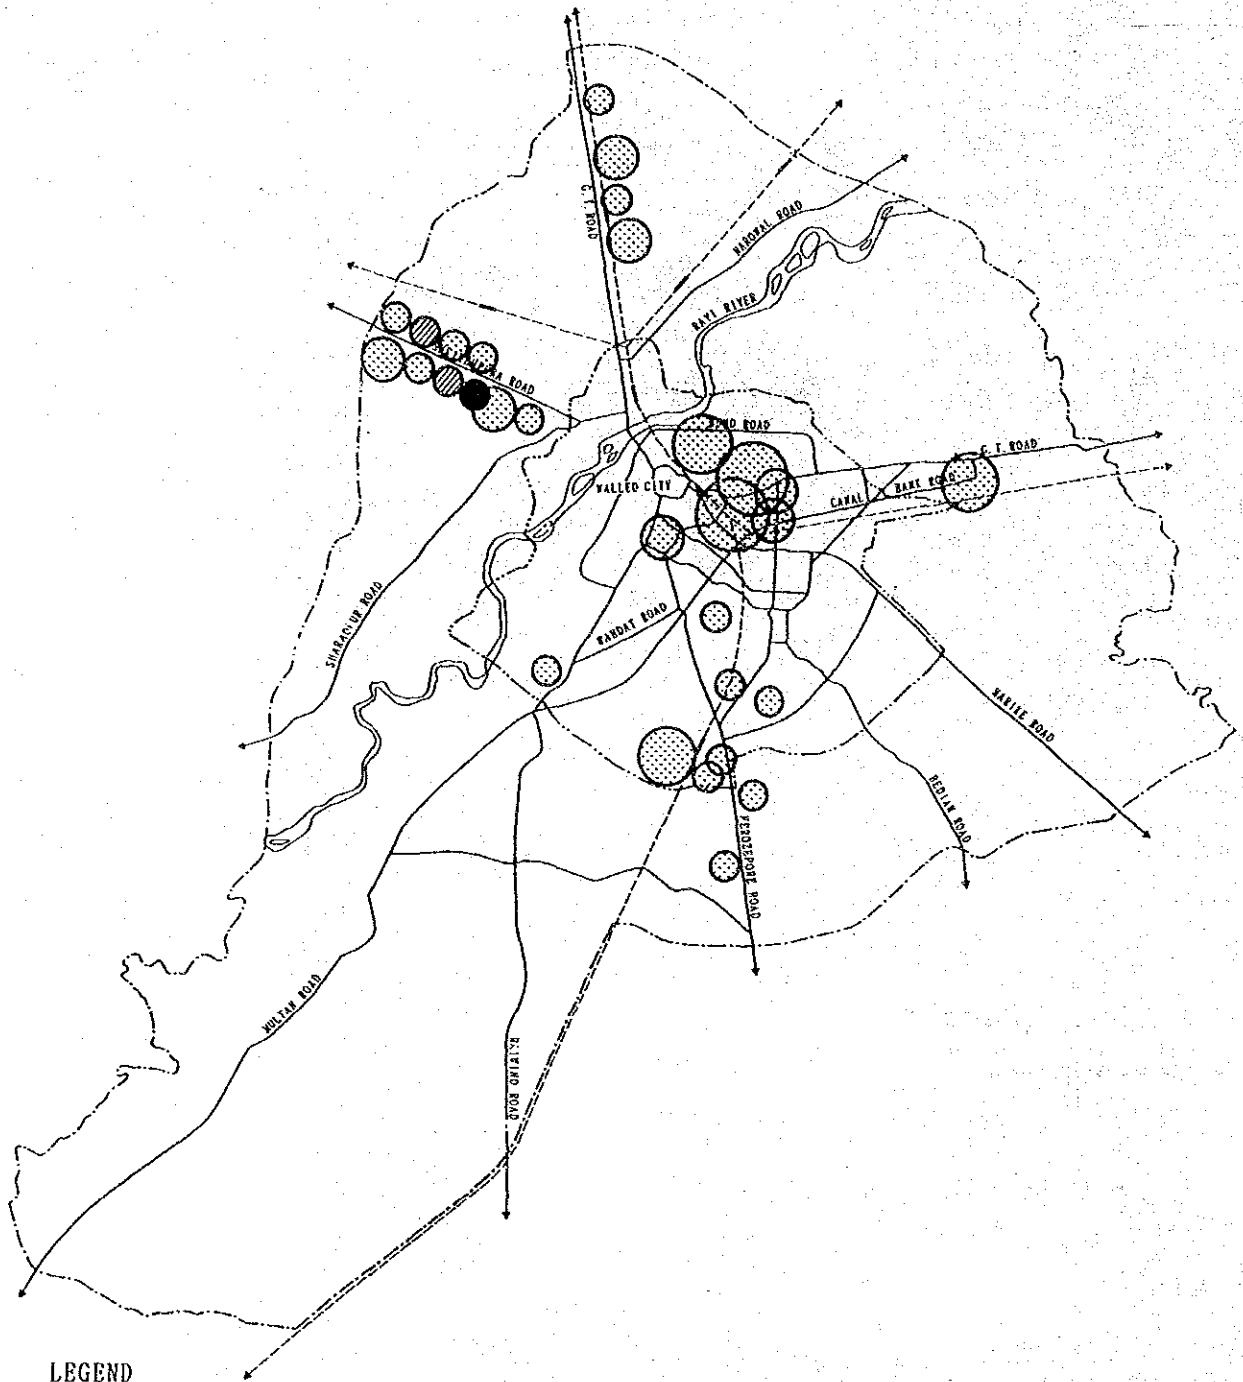 G.T. ROAD
NAROWAL ROAD
RAVI RIVER
ROAD
BUND ROAD
G.T. ROAD
WALLED CITY
CANAL BANK ROAD
SHARAQPUR ROAD
WAHDAT ROAD
BARIKE ROAD
BEDIAN ROAD
FEROZEPORE ROAD
MULTAN ROAD
RAIWIND ROAD
LEGEND